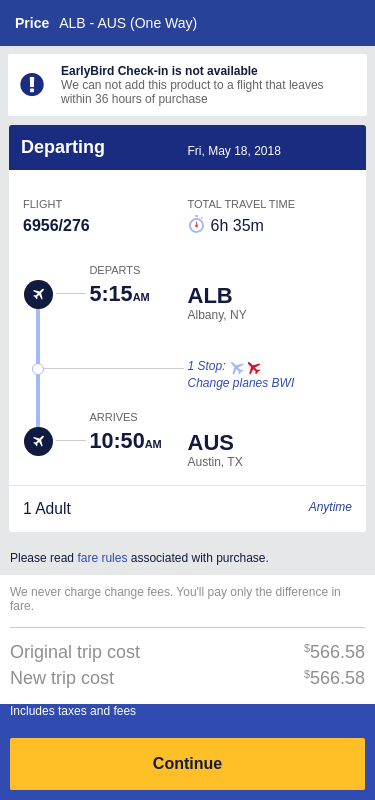 Price ALB - AUS (One Way)
EarlyBird Check-in is not available
We can not add this product to a flight that leaves
within 36 hours of purchase
Departing Fri, May 18, 2018
FLIGHT TOTAL TRAVEL TIME
6956/276 6h 35m
DEPARTS
5:15AM ALB
Albany, NY
1 Stop:
Change planes BWI
ARRIVES
10:50AM AUS
Austin, TX
1 Adult Anytime
Please read fare rules associated with purchase.
We never charge change fees. You'll pay only the difference in
fare.
Original trip cost $566.58
New trip cost $566.58
Includes taxes and fees
Continue